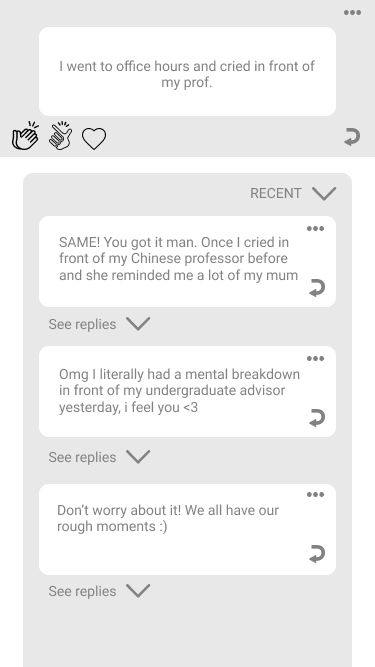 I went to office hours and cried in front of
my prof.
RECENT
SAME! You got it man. Once I cried in
front of my Chinese professor before
and she reminded me a lot of my mum
See replies
Omg I literally had a mental breakdown
in front of my undergraduate advisor
yesterday, i feel you <3
See replies
Don't worry about it! We all have our
rough moments :)
See replies